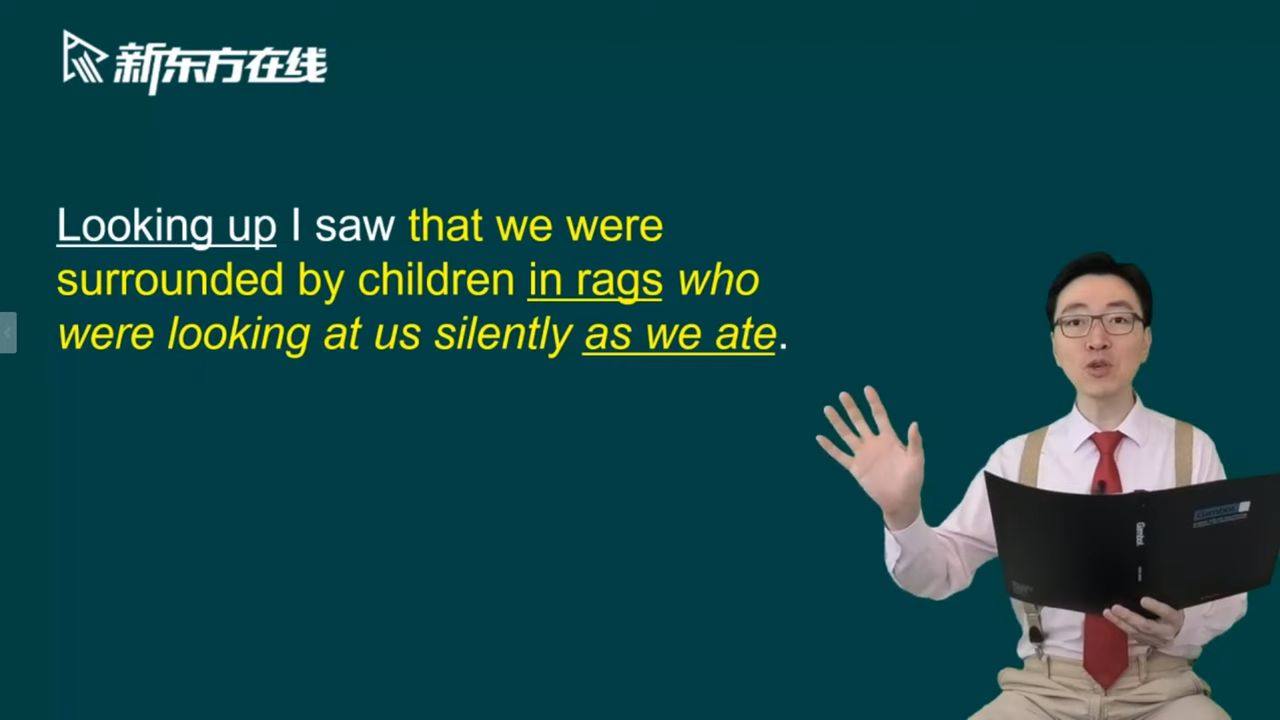 新东方在线
Looking up I saw that we were
surrounded by children in rags who
were looking at us silently as we ate.
Gambol